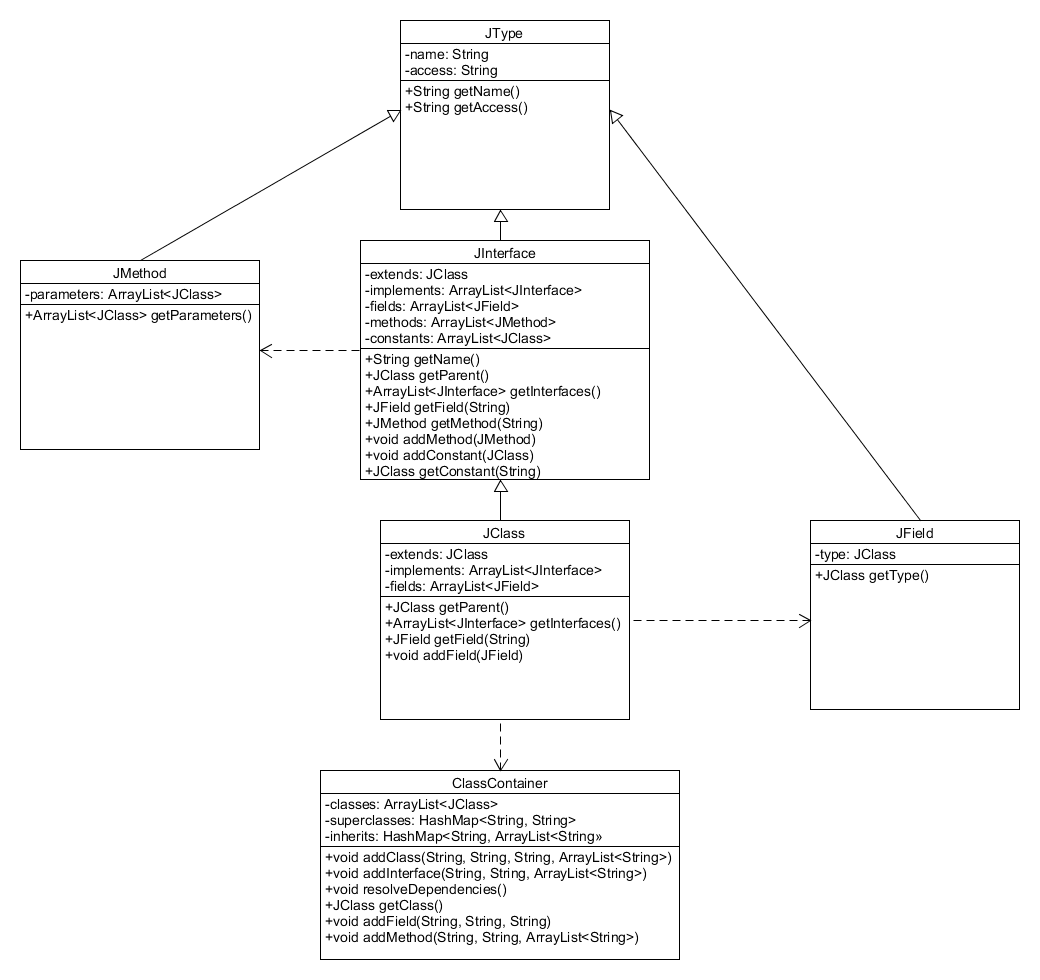 JType
-name: String
-access: String
+String getName()
+String getAccess()
JMethod
-parameters: ArrayList<JClass>
+ArrayList<JClass> getParameters()
JInterface
-extends: JClass
-implements: ArrayList<JInterface>
-fields: ArrayList<JField>
-methods: ArrayList<JMethod>
-constants: ArrayList<JClass>
+String getName()
+JClass getParent()
+ArrayList<JInterface> getInterfaces()
+JField getField(String)
+JMethod getMethod(String)
+void addMethod(JMethod)
+void addConstant(JClass)
+JClass getConstant(String)
JClass
-extends: JClass
-implements: ArrayList<JInterface>
-fields: ArrayList<JField>
+JClass getParent()
+ArrayList<JInterface> getInterfaces()
+JField getField(String)
+void addField(JField)
JField
-type: JClass
+JClass getType()
ClassContainer
-classes: ArrayList<JClass>
-superclasses: HashMap<String, String>
-inherits: HashMap<String, ArrayList<String»
+void addClass(String, String, String, ArrayList<String>)
+void addInterface(String, String, ArrayList<String>)
+void resolveDependencies()
+JClass getClass()
+void addField(String, String, String)
+void addMethod(String, String, ArrayList<String>)